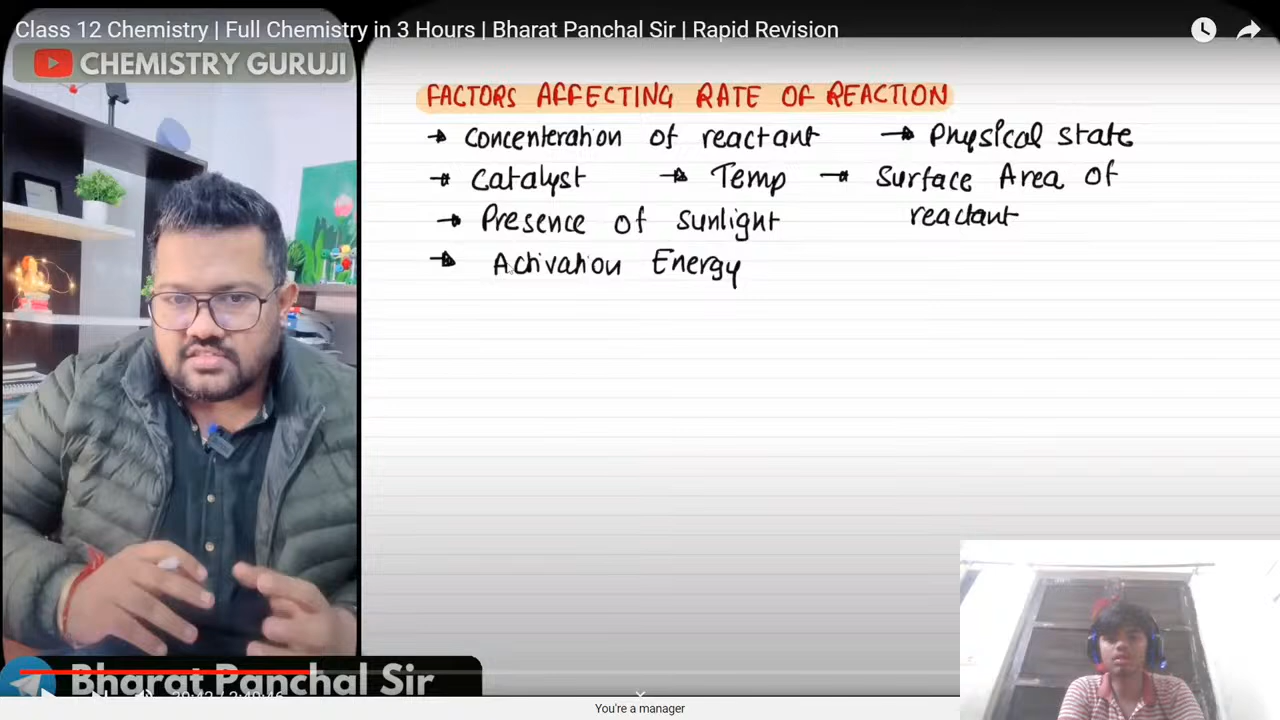 Class 12 Chemistry | Full Chemistry in 3 Hours | Bharat Panchal Sir | Rapid Revision
CHEMISTRY GURUJI
FACTORS AFFECTING RATE OF REACTION
→ Concenteration of reactant → Physical state
→ Catalyst → Temp → Surface Area of
reactant
→ Presence of sunlight
→ Activation Energy
Bharat Panchal Sir
You're a manager